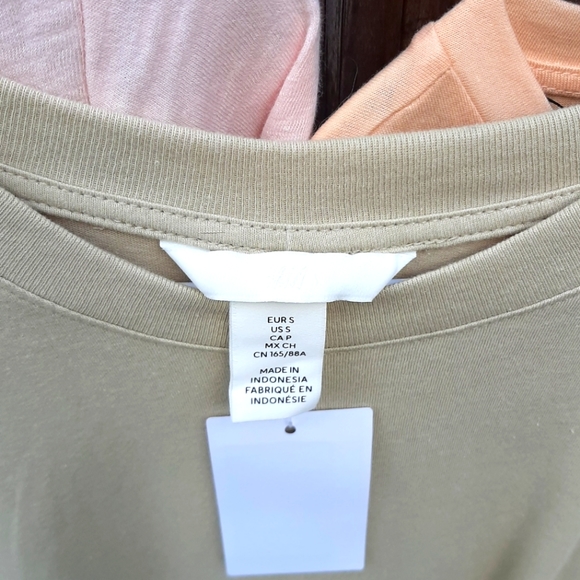 EUR S
US S
CA P
MX CH
CN 165/88A
MADE IN
INDONESIA
FABRIQUÉ EN
INDONÉSIE